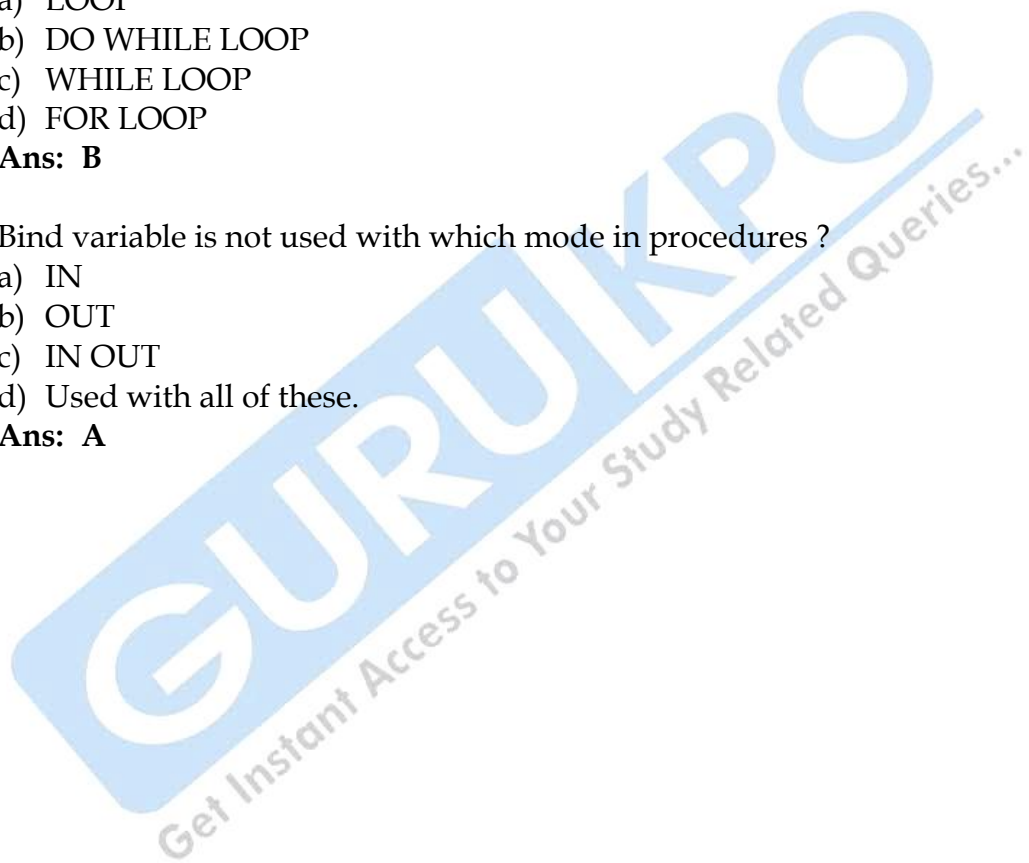 a) LOOP
b) DO WHILE LOOP
c) WHILE LOOP
d) FOR LOOP
Ans: B
Bind variable is not used with which mode in procedures ?
a) IN
b) OUT
c) IN OUT
d) Used with all of these.
Ans: A
GURUKPO
Get Instant Access to Your Study Related Queries...